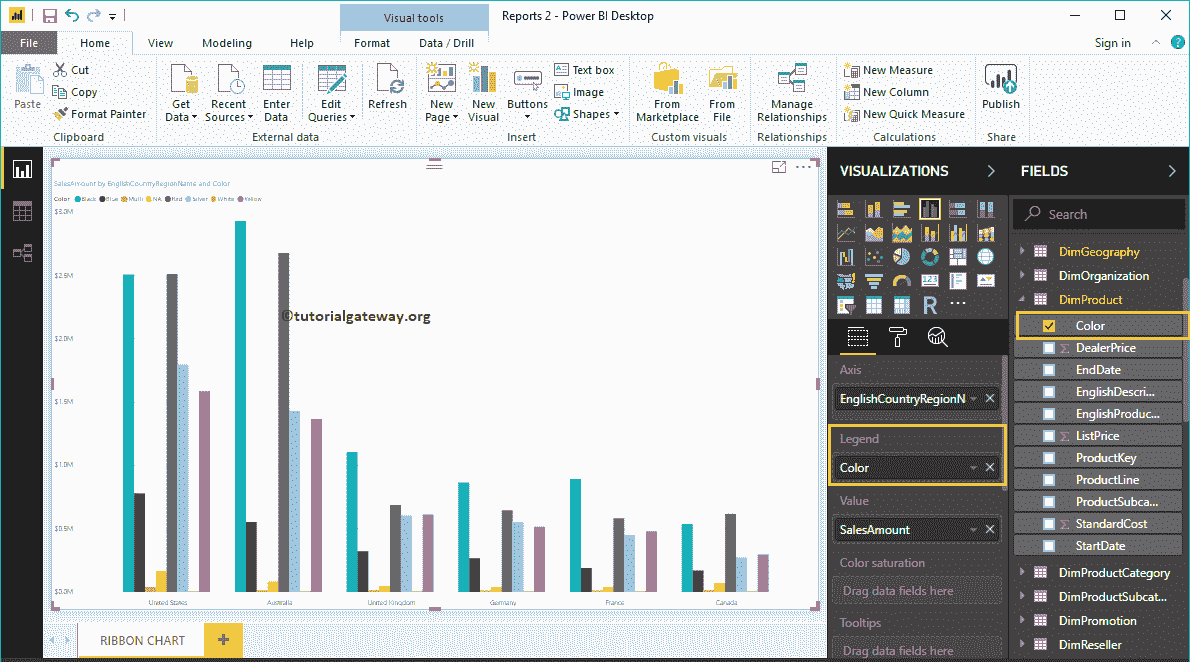 Visual tools
Reports 2 - Power BI Desktop
File Home View Modeling Help Format Data / Drill Sign in ?
Paste
Cut
Copy
Format Painter
Clipboard
Get Data
Recent Sources
Enter Data
Edit Queries
External data
Refresh
New Page
New Visual
Buttons
Text box
Image
Shapes
Insert
From Marketplace
From File
Custom visuals
Manage Relationships
Relationships
New Measure
New Column
New Quick Measure
Calculations
Publish
Share
SalesAmount by EnglishCountryRegionName and Color
Color Black Blue Multi NA Red Silver White Yellow
$3.0M
$2.5M
$2.0M
$1.5M
$1.0M
$0.5M
$0.0M
©tutorialgateway.org
United States Australia United Kingdom Germany France Canada
RIBBON CHART +
VISUALIZATIONS
123
R ...
Axis
EnglishCountryRegionN
Legend
Color
Value
SalesAmount
Color saturation
Drag data fields here
Tooltips
Drag data fields here
FIELDS
Search
DimGeography
DimOrganization
DimProduct
Color
Σ DealerPrice
EndDate
EnglishDescri...
EnglishProduc...
Σ ListPrice
ProductKey
ProductLine
ProductSubca...
Σ StandardCost
StartDate
DimProductCategory
DimProductSubcat...
DimPromotion
DimReseller